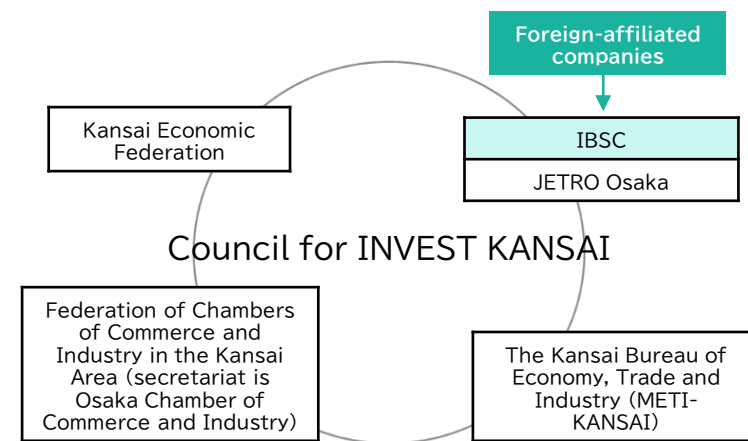 Foreign-affiliated
companies
Kansai Economic
Federation
IBSC
JETRO Osaka
Council for INVEST KANSAI
Federation of Chambers
of Commerce and
Industry in the Kansai
Area (secretariat is
Osaka Chamber of
Commerce and Industry)
The Kansai Bureau of
Economy, Trade and
Industry (METI-
KANSAI)